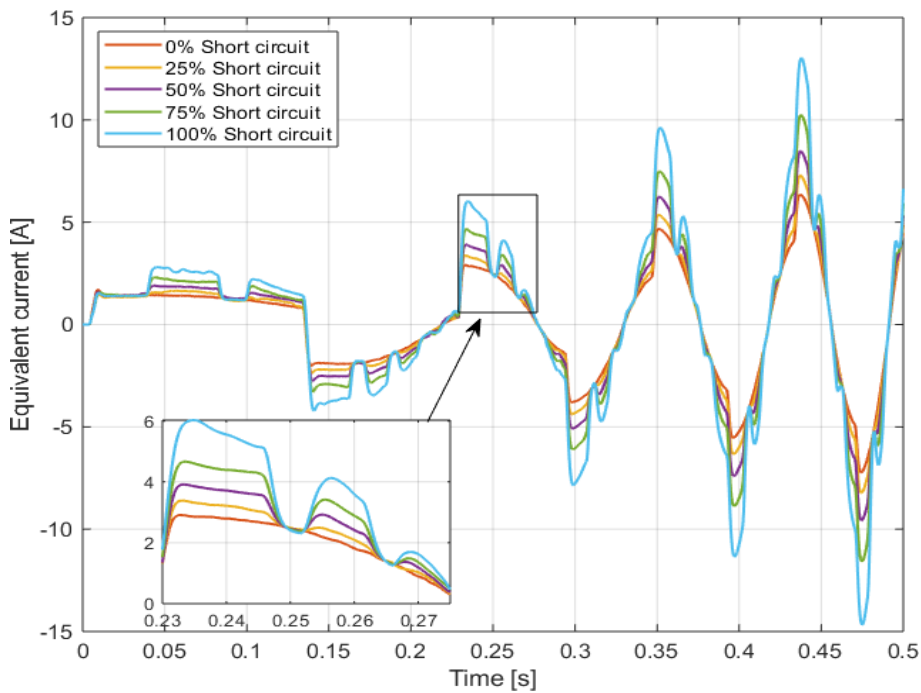 15
10
5
0
-5
-10
-15
Equivalent current [A]
0% Short circuit
25% Short circuit
50% Short circuit
75% Short circuit
100% Short circuit
6
4
2
0
0.23 0.24 0.25 0.26 0.27
0 0.05 0.1 0.15 0.2 0.25 0.3 0.35 0.4 0.45 0.5
Time [s]